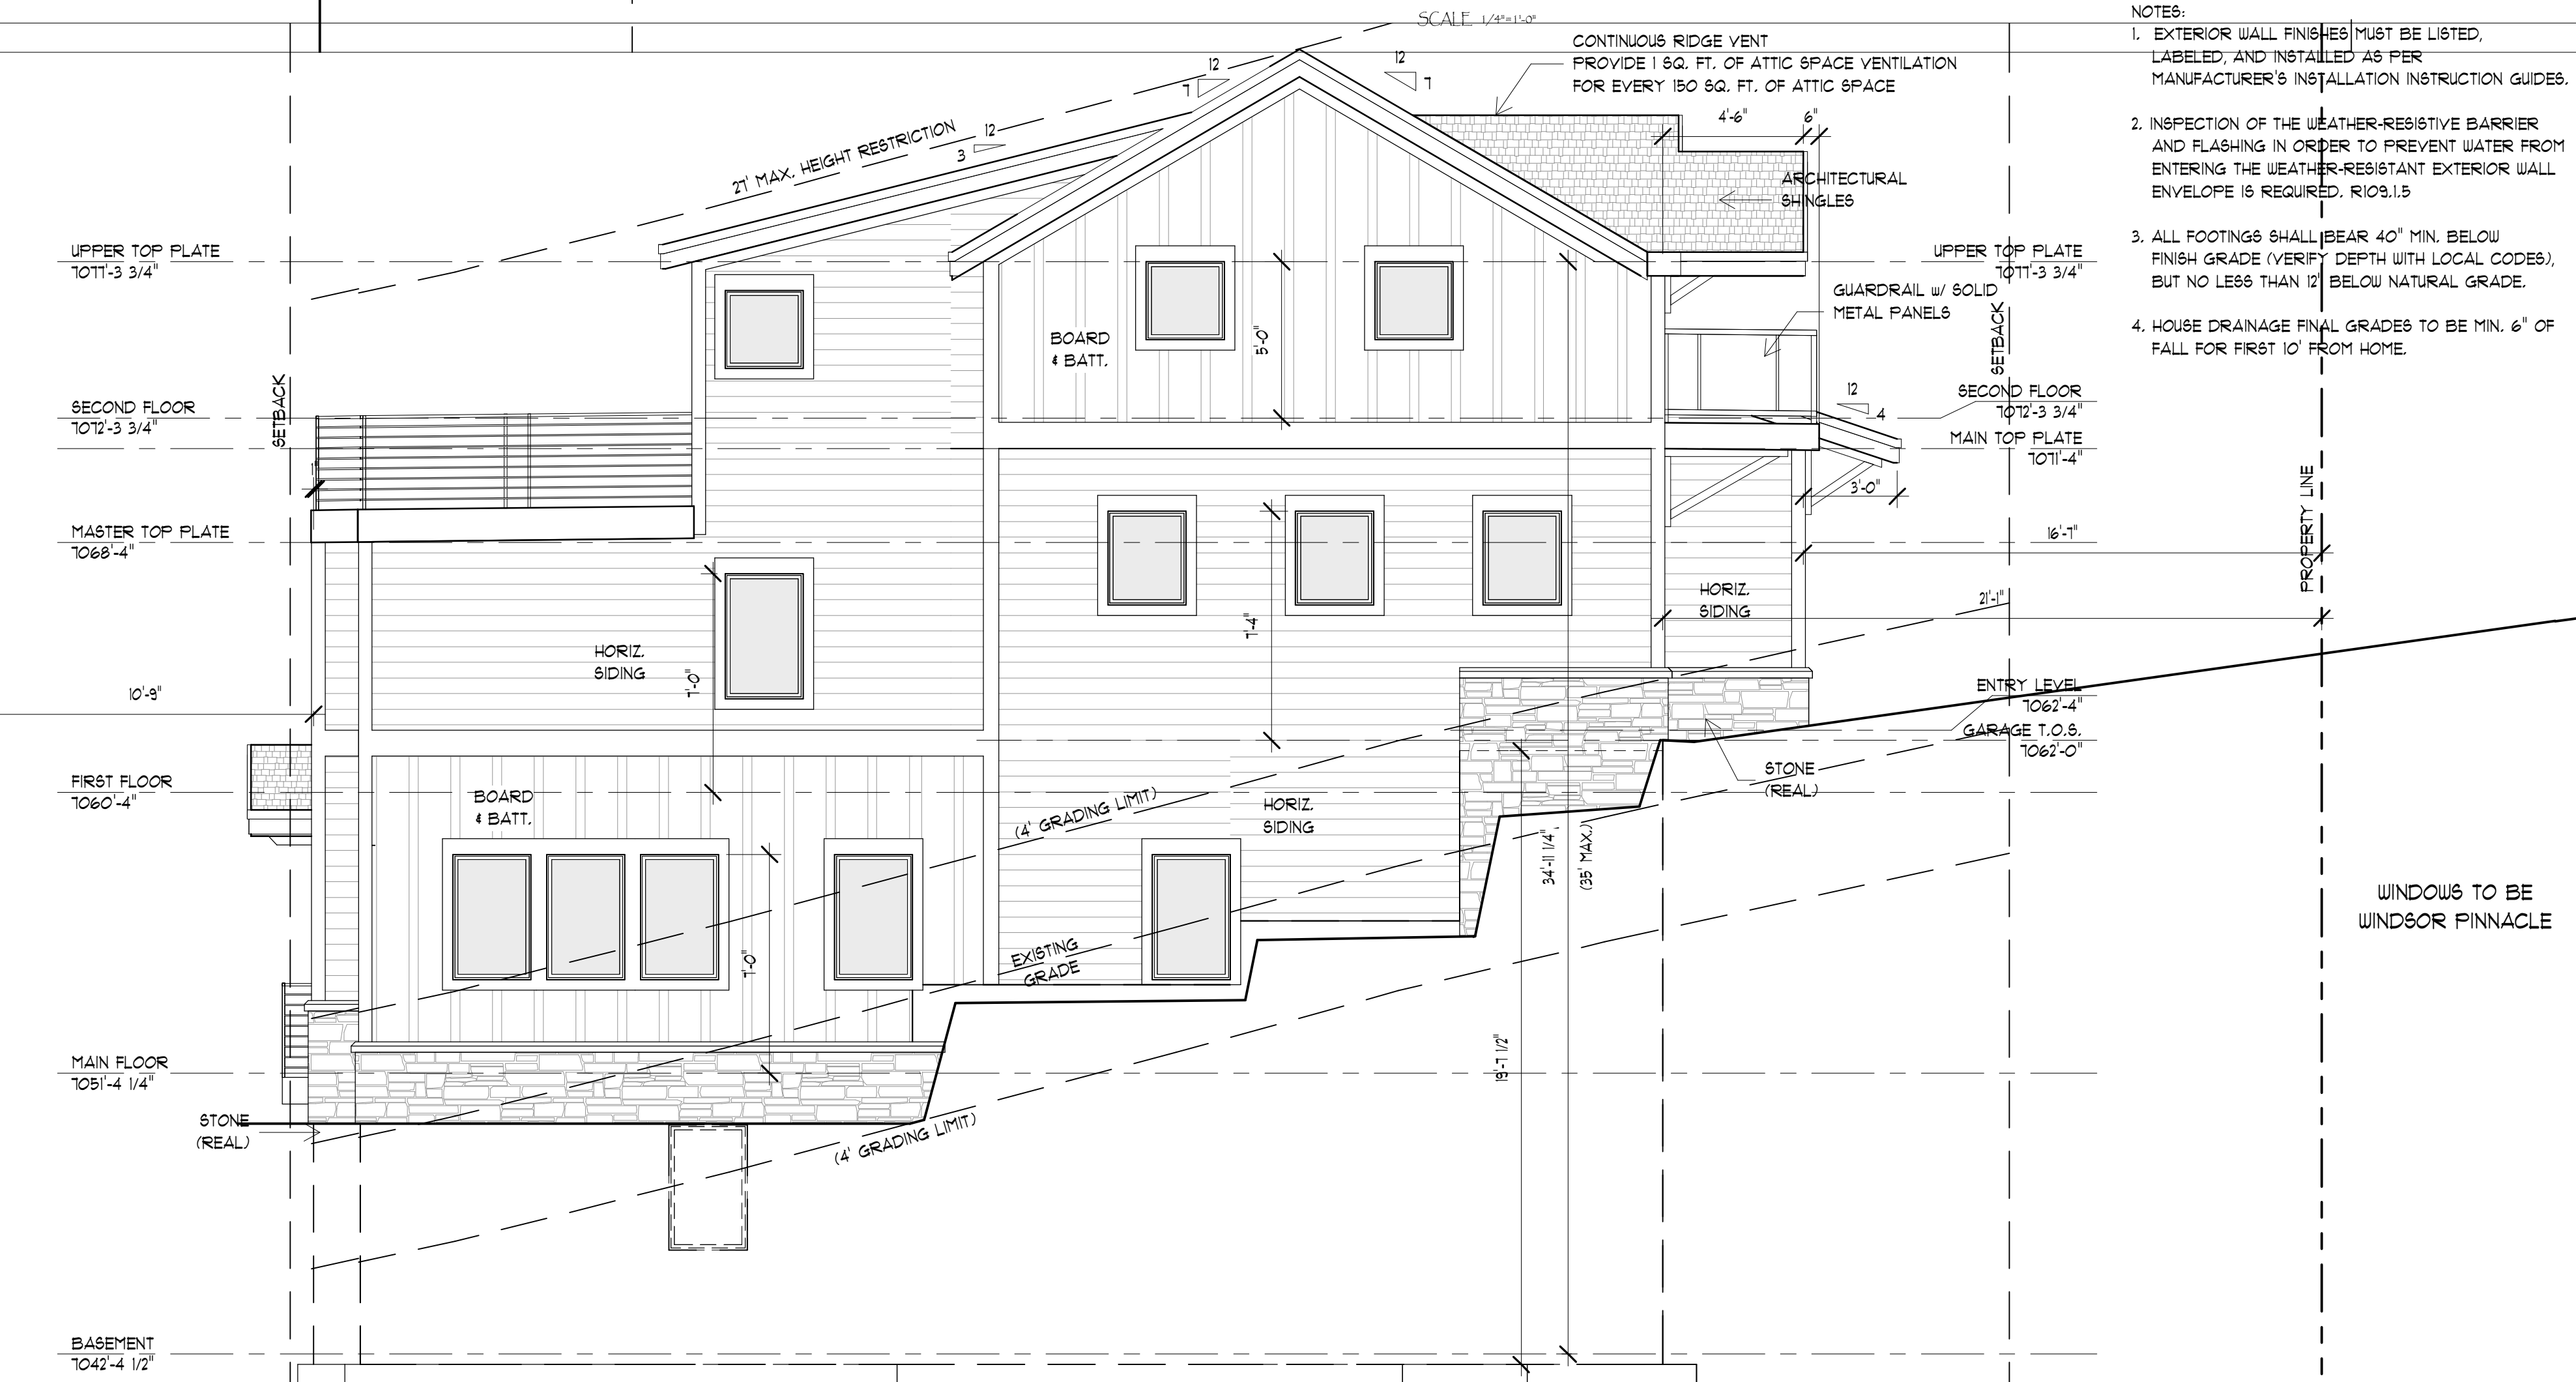 SCALE 1/4"=1'-0"
NOTES:
1. EXTERIOR WALL FINISHES MUST BE LISTED,
LABELED, AND INSTALLED AS PER
MANUFACTURER'S INSTALLATION INSTRUCTION GUIDES.
2. INSPECTION OF THE WEATHER-RESISTIVE BARRIER
AND FLASHING IN ORDER TO PREVENT WATER FROM
ENTERING THE WEATHER-RESISTANT EXTERIOR WALL
ENVELOPE IS REQUIRED. R109.1.5
3. ALL FOOTINGS SHALL BEAR 40" MIN. BELOW
FINISH GRADE (VERIFY DEPTH WITH LOCAL CODES),
BUT NO LESS THAN 12" BELOW NATURAL GRADE.
4. HOUSE DRAINAGE FINAL GRADES TO BE MIN. 6" OF
FALL FOR FIRST 10' FROM HOME.
CONTINUOUS RIDGE VENT
PROVIDE 1 SQ. FT. OF ATTIC SPACE VENTILATION
FOR EVERY 150 SQ. FT. OF ATTIC SPACE
12
7
12
7
12
3
27' MAX. HEIGHT RESTRICTION
4'-6"
6"
ARCHITECTURAL
SHINGLES
UPPER TOP PLATE
7077'-3 3/4"
UPPER TOP PLATE
7077'-3 3/4"
GUARDRAIL w/ SOLID
METAL PANELS
BOARD
& BATT.
5'-0"
SETBACK
SETBACK
SECOND FLOOR
7072'-3 3/4"
12
4
SECOND FLOOR
7072'-3 3/4"
MAIN TOP PLATE
7071'-4"
1"
3'-0"
PROPERTY LINE
MASTER TOP PLATE
7068'-4"
16'-7"
HORIZ.
SIDING
21'-1"
7'-4"
HORIZ.
SIDING
7'-0"
10'-9"
ENTRY LEVEL
7062'-4"
GARAGE T.O.S.
7062'-0"
STONE
(REAL)
FIRST FLOOR
7060'-4"
BOARD
& BATT.
(4' GRADING LIMIT)
HORIZ.
SIDING
34'-11 1/4"
(35' MAX.)
WINDOWS TO BE
WINDSOR PINNACLE
7'-0"
EXISTING
GRADE
19'-7 1/2"
MAIN FLOOR
7051'-4 1/4"
STONE
(REAL)
(4' GRADING LIMIT)
BASEMENT
7042'-4 1/2"